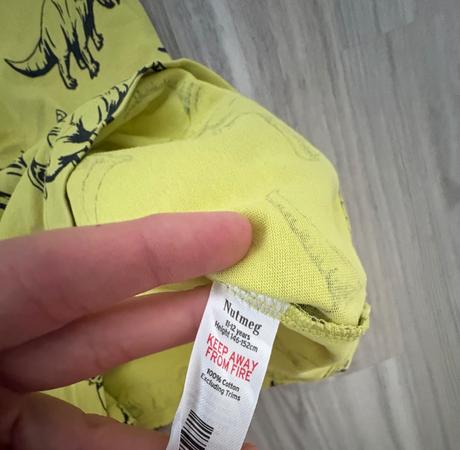 Nutmeg
11-12 years
Height 146-152cm
KEEP AWAY
FROM FIRE
100% Cotton
Excluding Trims